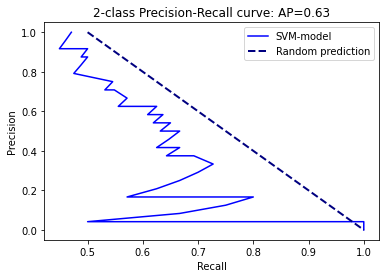 2-class Precision-Recall curve: AP=0.63
SVM-model
Random prediction
Precision
1.0
0.8
0.6
0.4
0.2
0.0
0.5
0.6
0.7
0.8
0.9
1.0
Recall